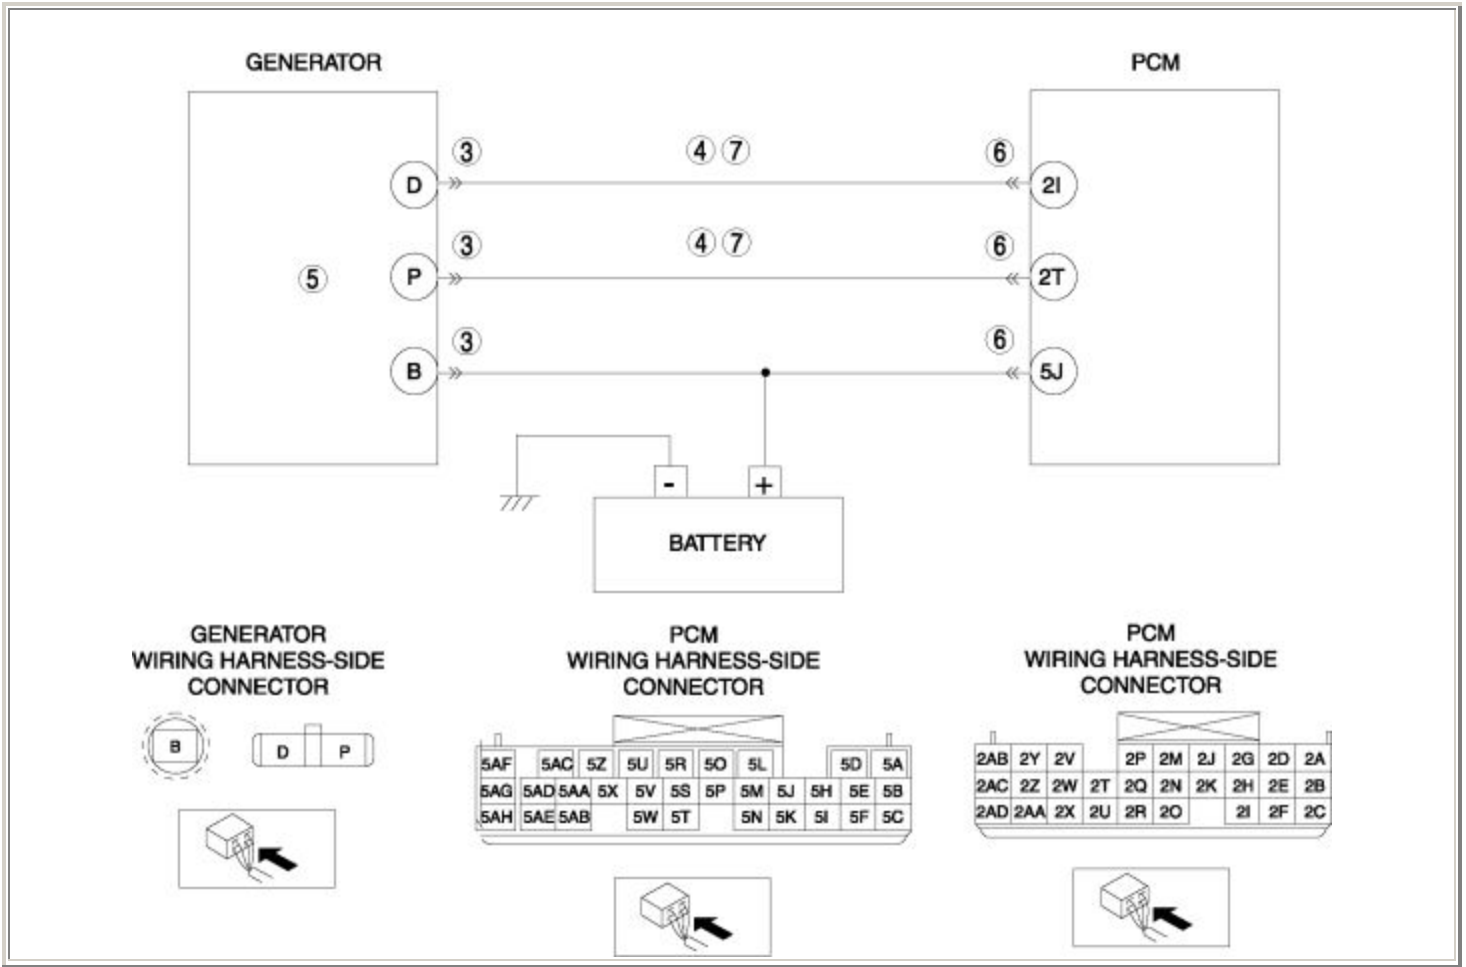 GENERATOR
PCM
3
4 7
6
D
2I
3
4 7
6
5
P
2T
3
6
B
5J
- +
BATTERY
GENERATOR
WIRING HARNESS-SIDE
CONNECTOR
B
D P
PCM
WIRING HARNESS-SIDE
CONNECTOR
5AF 5AC 5Z 5U 5R 5O 5L 5D 5A
5AG 5AD 5AA 5X 5V 5S 5P 5M 5J 5H 5E 5B
5AH 5AE 5AB 5W 5T 5N 5K 5I 5F 5C
PCM
WIRING HARNESS-SIDE
CONNECTOR
2AB 2Y 2V 2P 2M 2J 2G 2D 2A
2AC 2Z 2W 2T 2Q 2N 2K 2H 2E 2B
2AD 2AA 2X 2U 2R 2O 2I 2F 2C